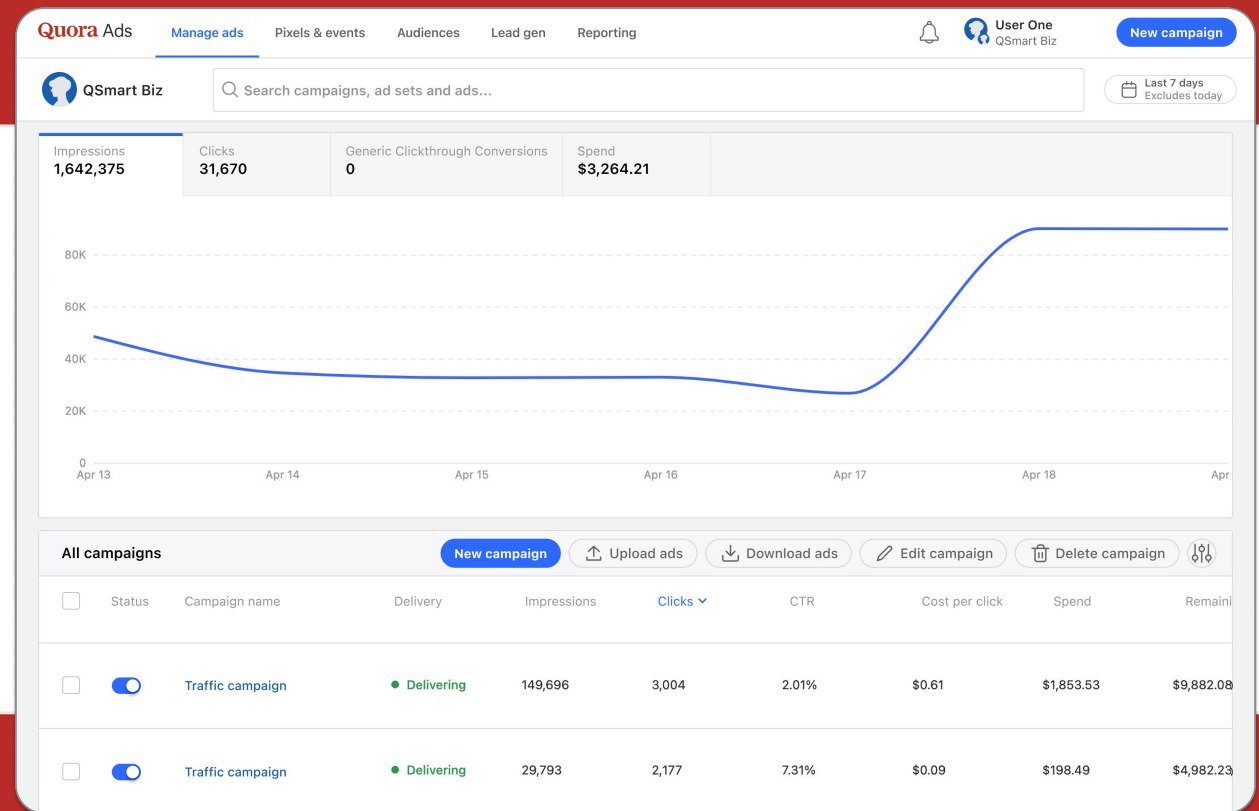 Quora Ads
Manage ads
Pixels & events
Audiences
Lead gen
Reporting
User One
QSmart Biz
New campaign
QSmart Biz
Search campaigns, ad sets and ads...
Last 7 days
Excludes today
Impressions
1,642,375
Clicks
31,670
Generic Clickthrough Conversions
0
Spend
$3,264.21
80K
60K
40K
20K
0
Apr 13
Apr 14
Apr 15
Apr 16
Apr 17
Apr 18
Apr
All campaigns
New campaign
Upload ads
Download ads
Edit campaign
Delete campaign
Status
Campaign name
Delivery
Impressions
Clicks
CTR
Cost per click
Spend
Remaini
Traffic campaign
Delivering
149,696
3,004
2.01%
$0.61
$1,853.53
$9,882.08
Traffic campaign
Delivering
29,793
2,177
7.31%
$0.09
$198.49
$4,982.23